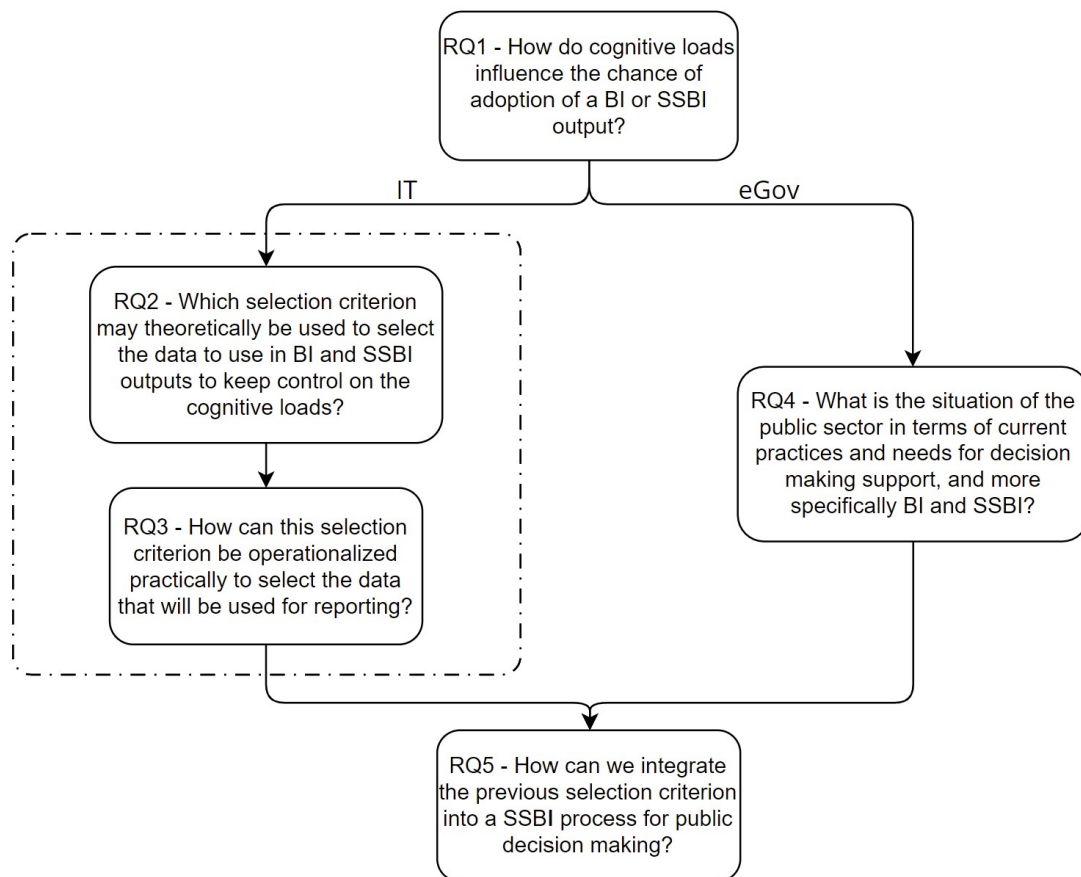 RQ1 - How do cognitive loads
influence the chance of
adoption of a BI or SSBI
output?
IT
eGov
RQ2 - Which selection criterion
may theoretically be used to select
the data to use in BI and SSBI
outputs to keep control on the
cognitive loads?
RQ3 - How can this selection
criterion be operationalized
practically to select the data
that will be used for reporting?
RQ4 - What is the situation of the
public sector in terms of current
practices and needs for decision
making support, and more
specifically BI and SSBI?
RQ5 - How can we integrate
the previous selection criterion
into a SSBI process for public
decision making?